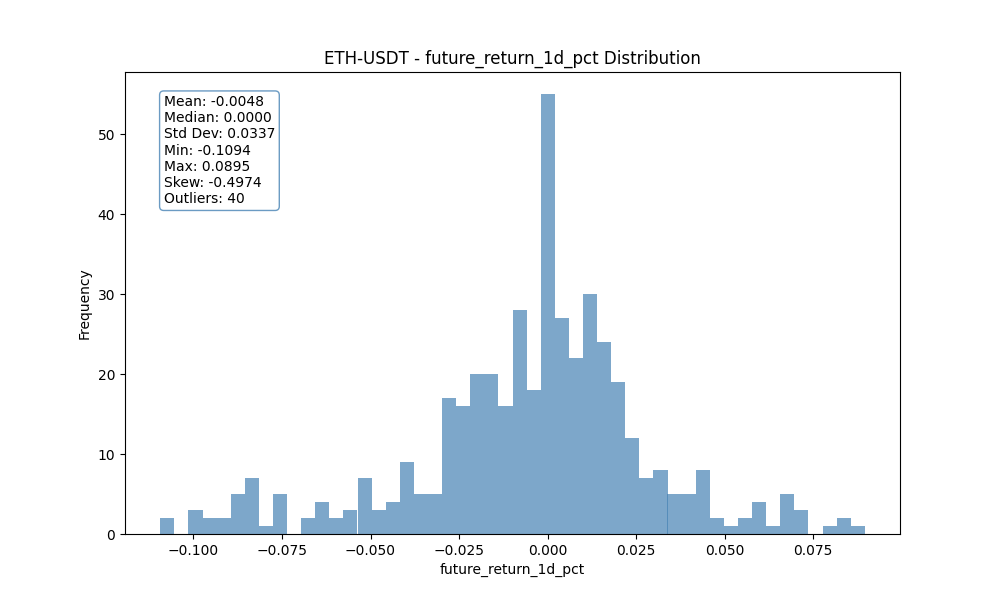 ETH-USDT - future_return_1d_pct Distribution
Mean: -0.0048
Median: 0.0000
Std Dev: 0.0337
Min: -0.1094
Max: 0.0895
Skew: -0.4974
Outliers: 40
Frequency
50
40
30
20
10
0
−0.100 −0.075 −0.050 −0.025 0.000 0.025 0.050 0.075
future_return_1d_pct